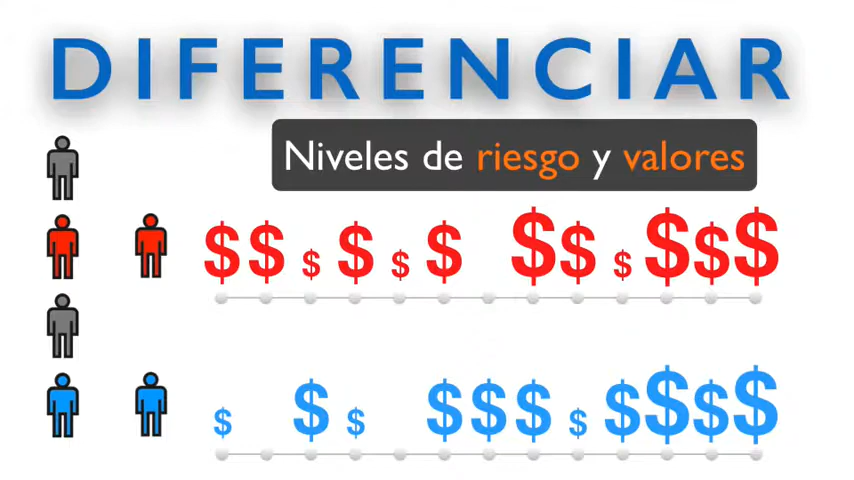 DIFERENCIAR
Niveles de riesgo y valores
$ $ $ $ $ $ $ $ $ $ $ $
$ $ $ $ $ $ $ $ $ $ $